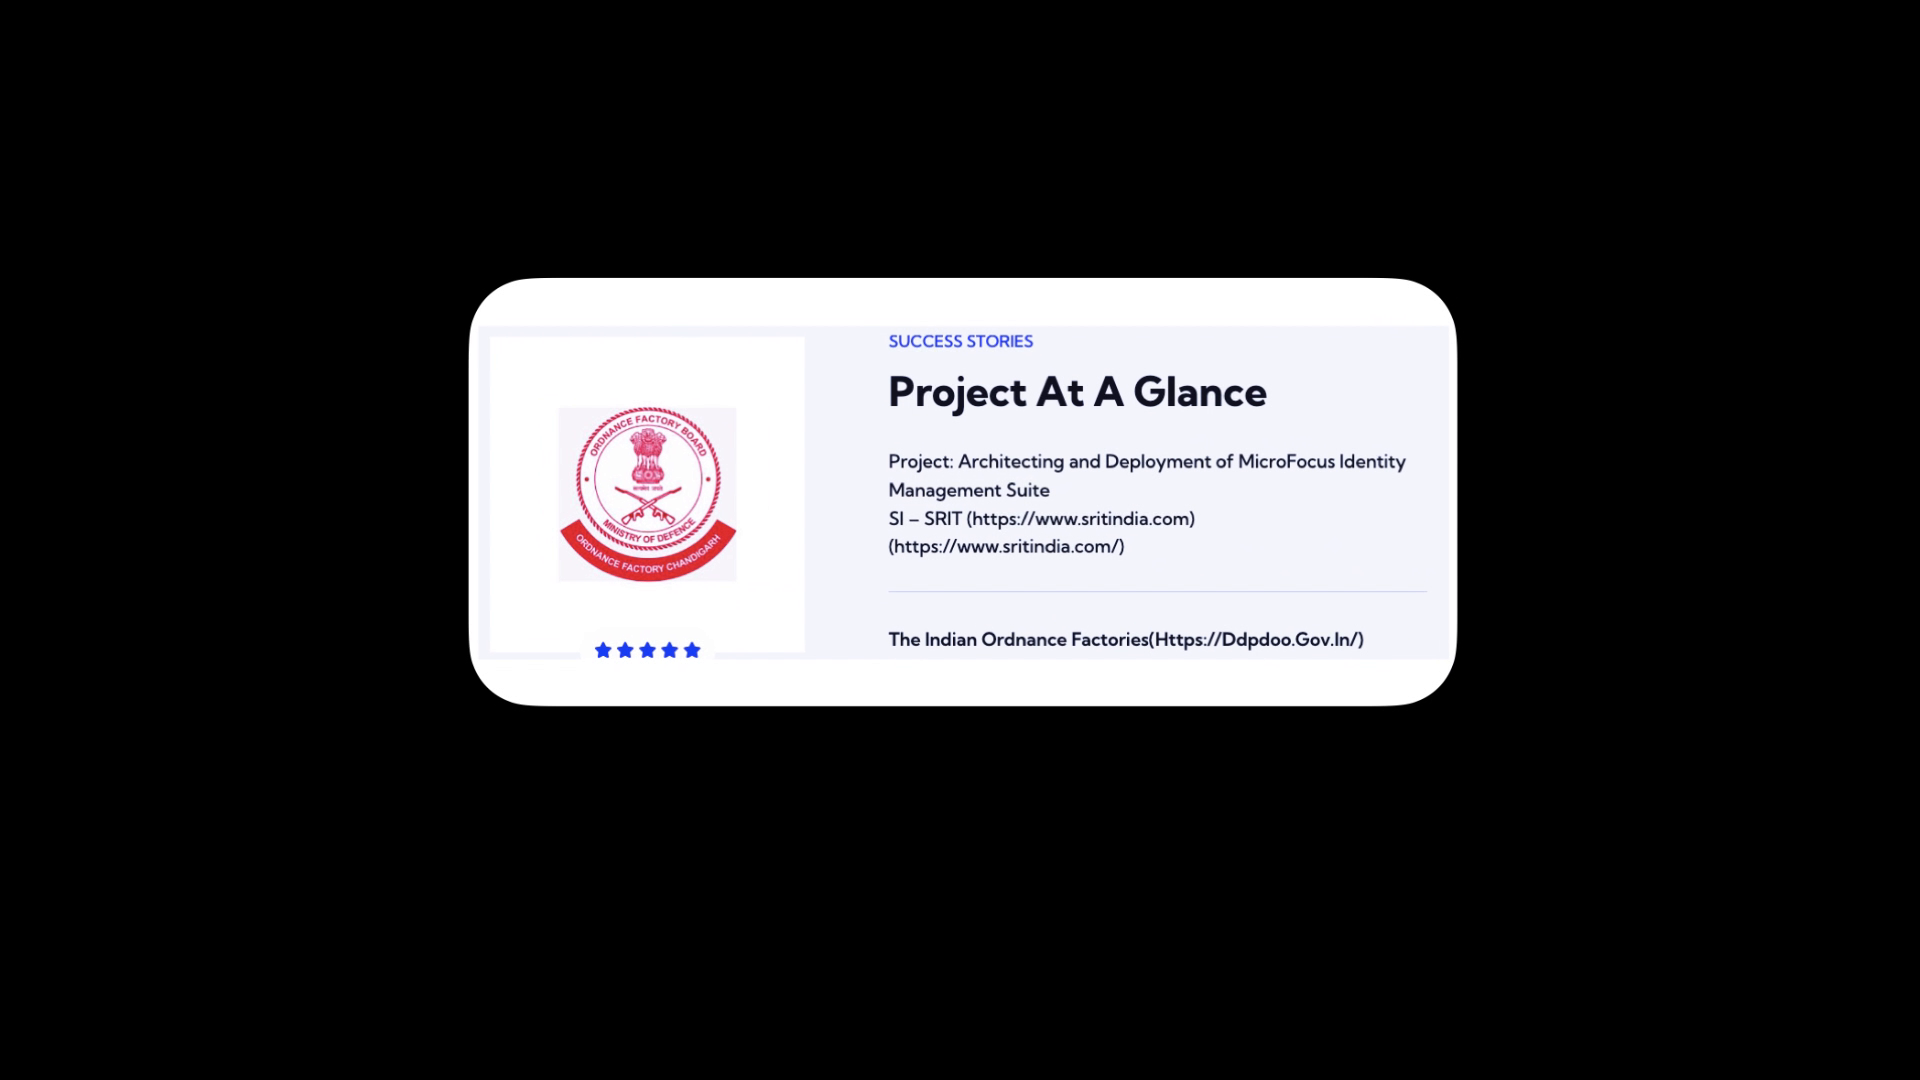 ORDNANCE FACTORY BOARD
MINISTRY OF DEFENCE
ORDNANCE FACTORY CHANDIGARH
SUCCESS STORIES
Project At A Glance
Project: Architecting and Deployment of MicroFocus Identity
Management Suite
SI – SRIT (https://www.sritindia.com)
(https://www.sritindia.com/)
The Indian Ordnance Factories(Https://Ddpdoo.Gov.In/)